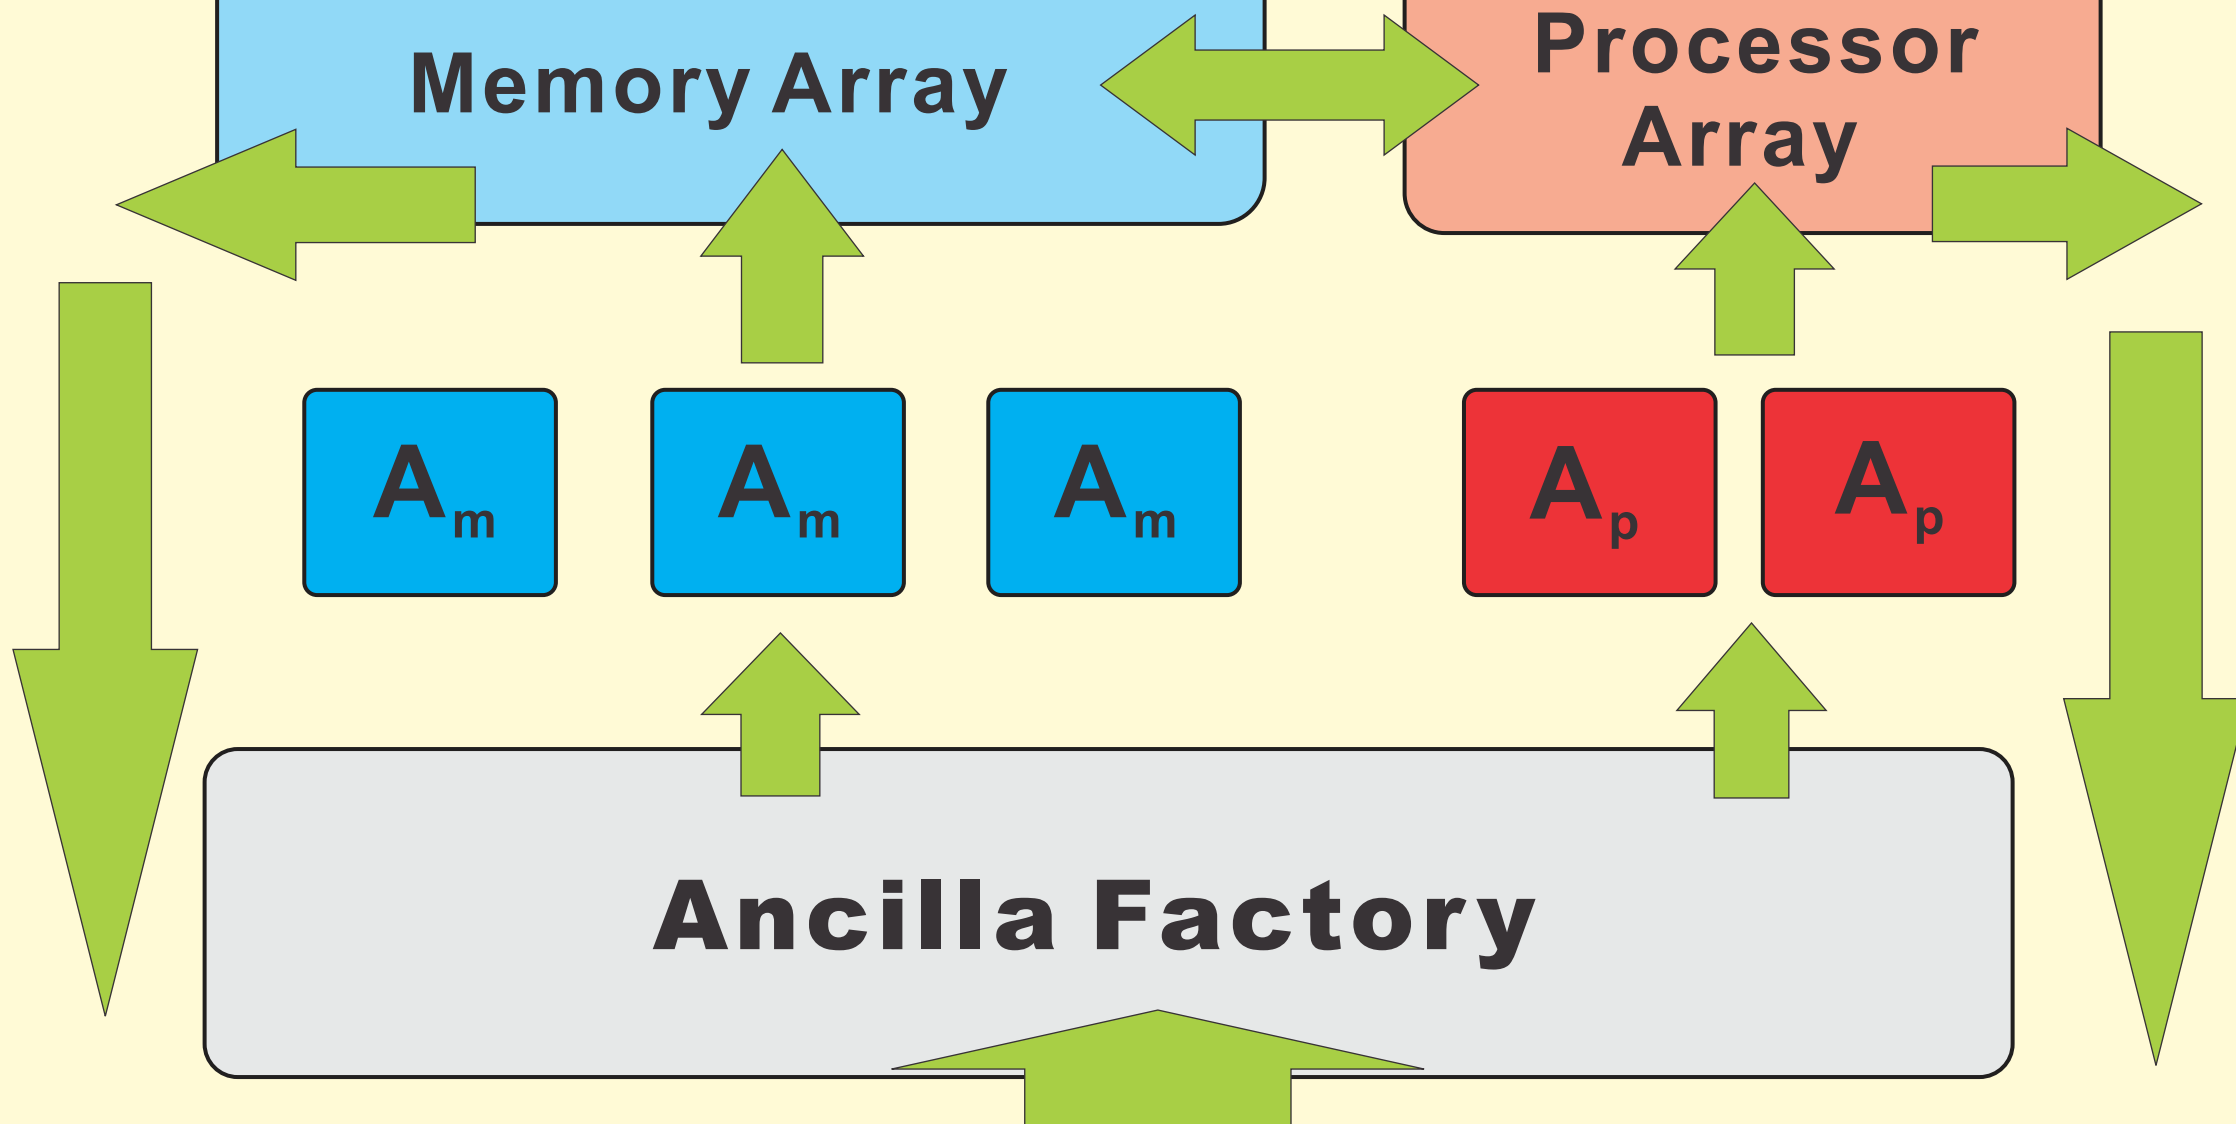 Memory Array
Processor
Array
Am
Am
Am
Ap
Ap
Ancilla Factory